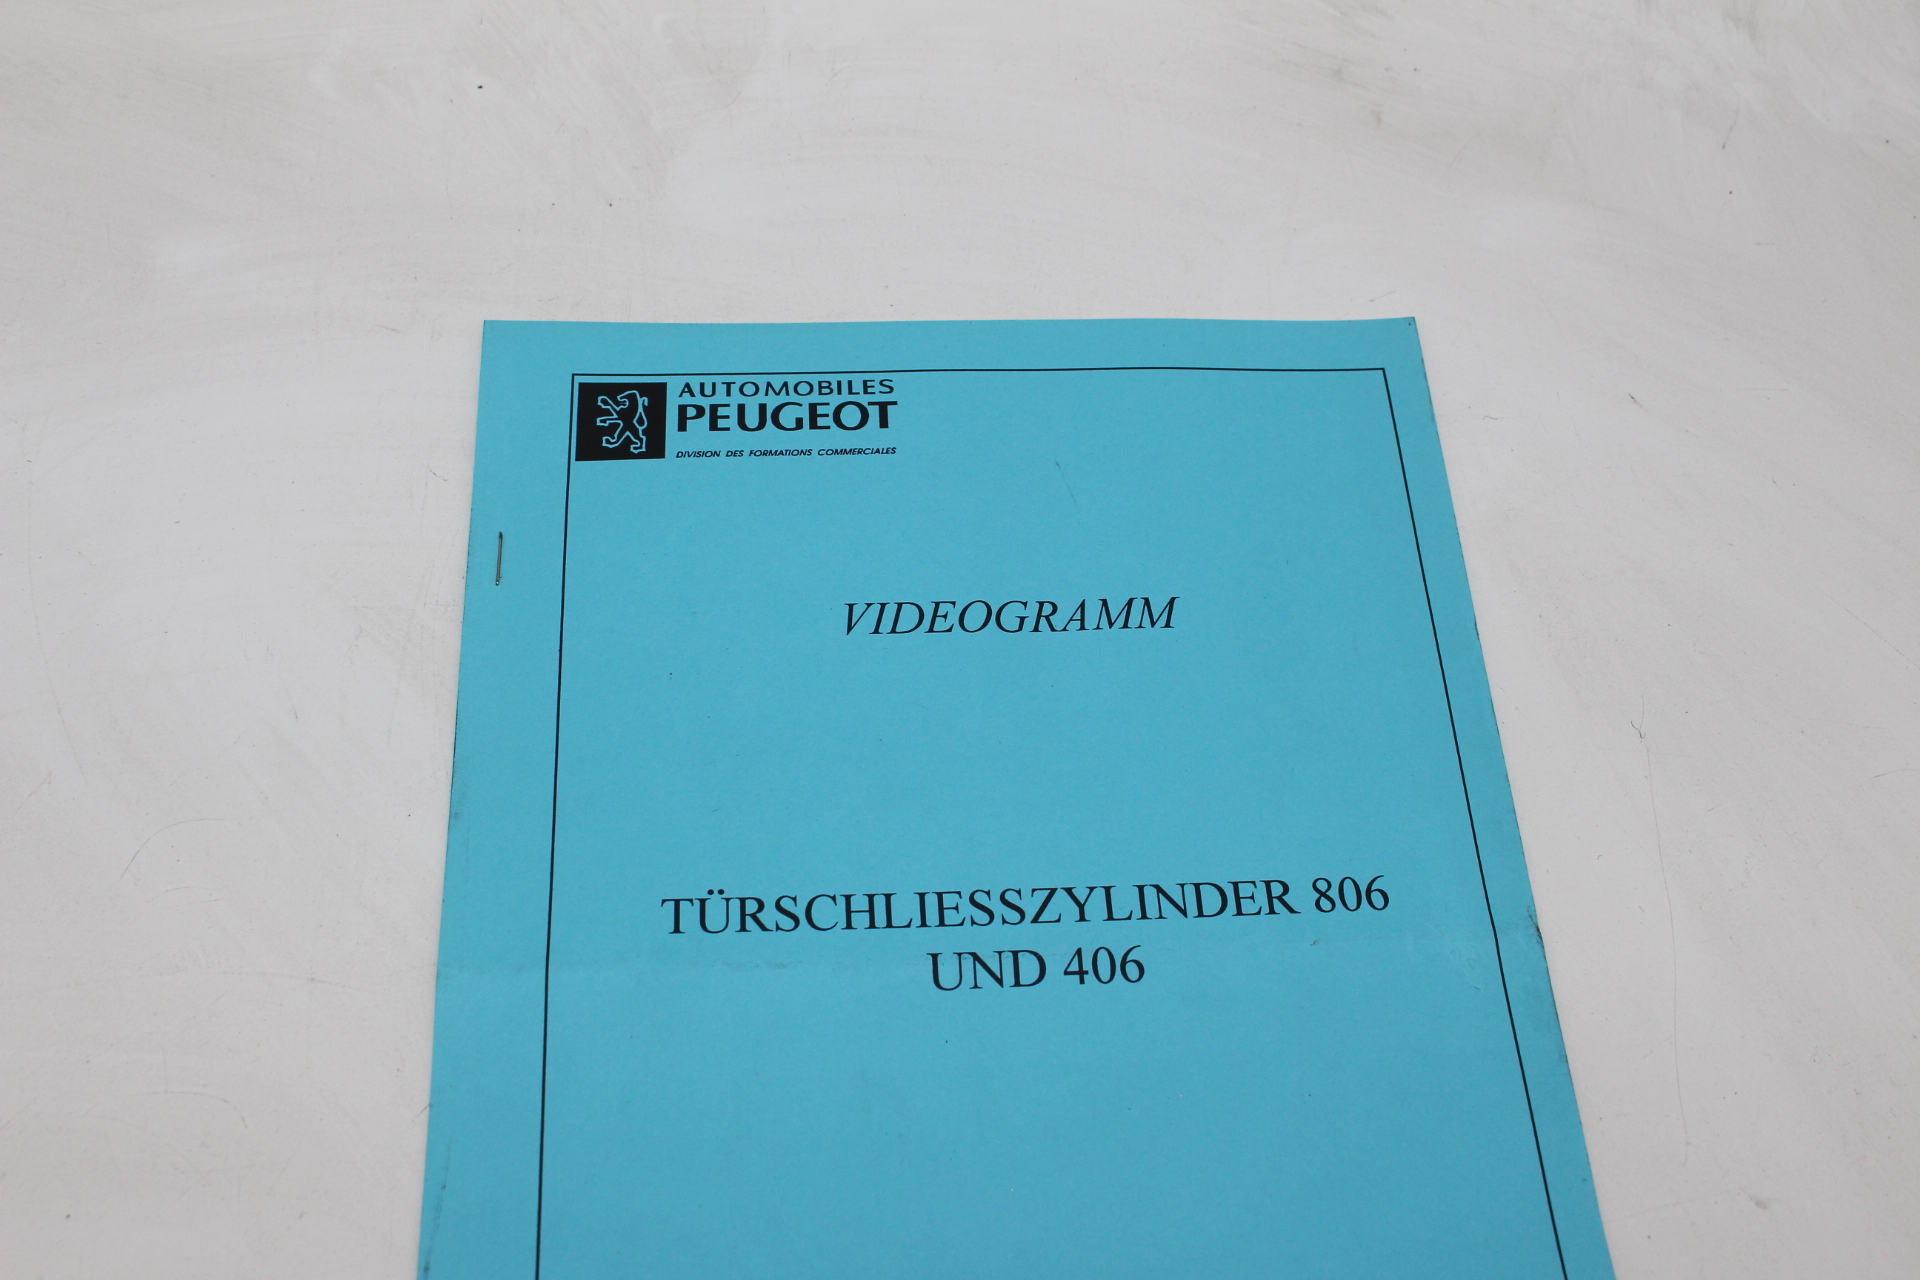 AUTOMOBILES
PEUGEOT
DIVISION DES FORMATIONS COMMERCIALES
VIDEOGRAMM
TÜRSCHLIESSZYLINDER 806
UND 406